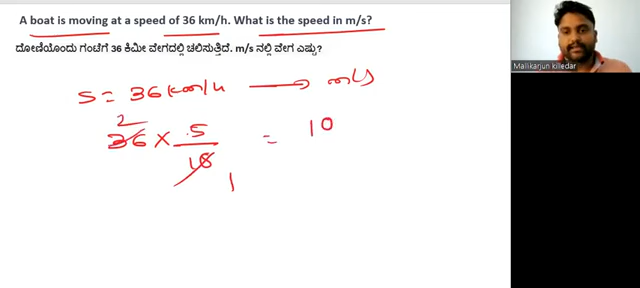 A boat is moving at a speed of 36 km/h. What is the speed in m/s?
ದೋಣಿಯೊಂದು ಗಂಟೆಗೆ 36 ಕಿಮೀ ವೇಗದಲ್ಲಿ ಚಲಿಸುತ್ತಿದೆ. m/s ನಲ್ಲಿ ವೇಗ ಎಷ್ಟು?
Mallikarjun killedar
S = 36 km/h → m/s
2
36 × 5/18 = 10
1